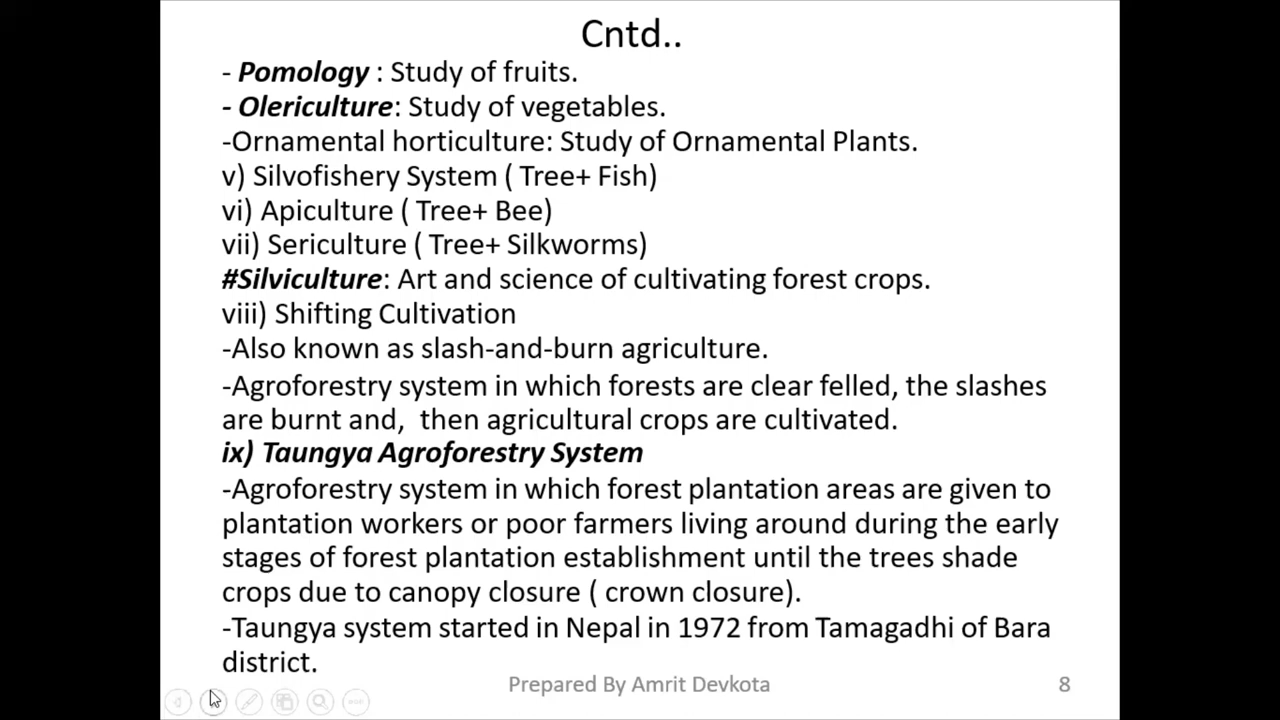 Cntd..
- Pomology : Study of fruits.
- Olericulture: Study of vegetables.
-Ornamental horticulture: Study of Ornamental Plants.
v) Silvofishery System ( Tree+ Fish)
vi) Apiculture ( Tree+ Bee)
vii) Sericulture ( Tree+ Silkworms)
#Silviculture: Art and science of cultivating forest crops.
viii) Shifting Cultivation
-Also known as slash-and-burn agriculture.
-Agroforestry system in which forests are clear felled, the slashes
are burnt and,  then agricultural crops are cultivated.
ix) Taungya Agroforestry System
-Agroforestry system in which forest plantation areas are given to
plantation workers or poor farmers living around during the early
stages of forest plantation establishment until the trees shade
crops due to canopy closure ( crown closure).
-Taungya system started in Nepal in 1972 from Tamagadhi of Bara
district.
Prepared By Amrit Devkota
8